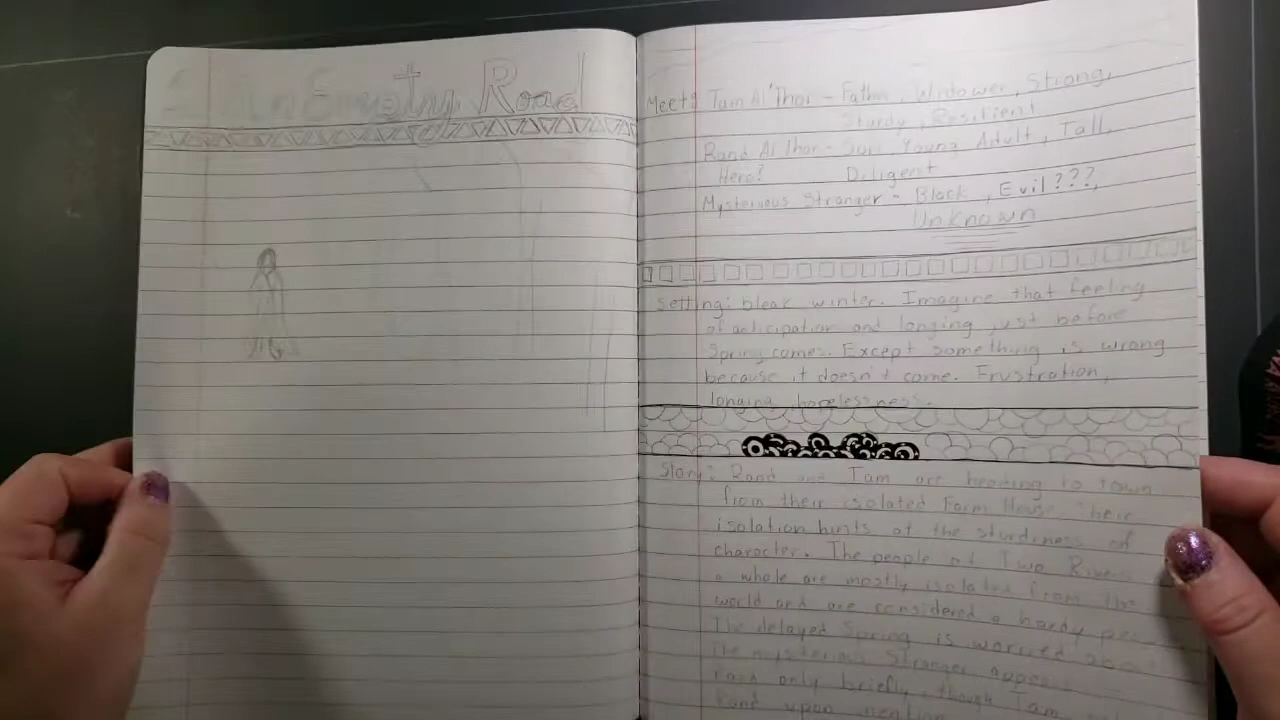 An Empty Road
Meet: Tam Al'Thor - Father, Widower, Strong,
Sturdy, Resilient
Rand Al'Thor - Son, Young Adult, Tall,
Hero? Diligent
Mysterious Stranger - Black, Evil???,
Unknown
Setting: bleak winter. Imagine that feeling
of anticipation and longing just before
Spring comes. Except something is wrong
because it doesn't come. Frustration,
longing, hopelessness.
Story: Rand and Tam are heading to town
from their isolated Farm House. Their
isolation hints at the sturdiness of
character. The people of Two Rivers
a whole are mostly isolated from the
world and are considered a hardy
The delayed Spring is worried
The mysterious Stranger appears
only briefly, though Tam
Rand upon